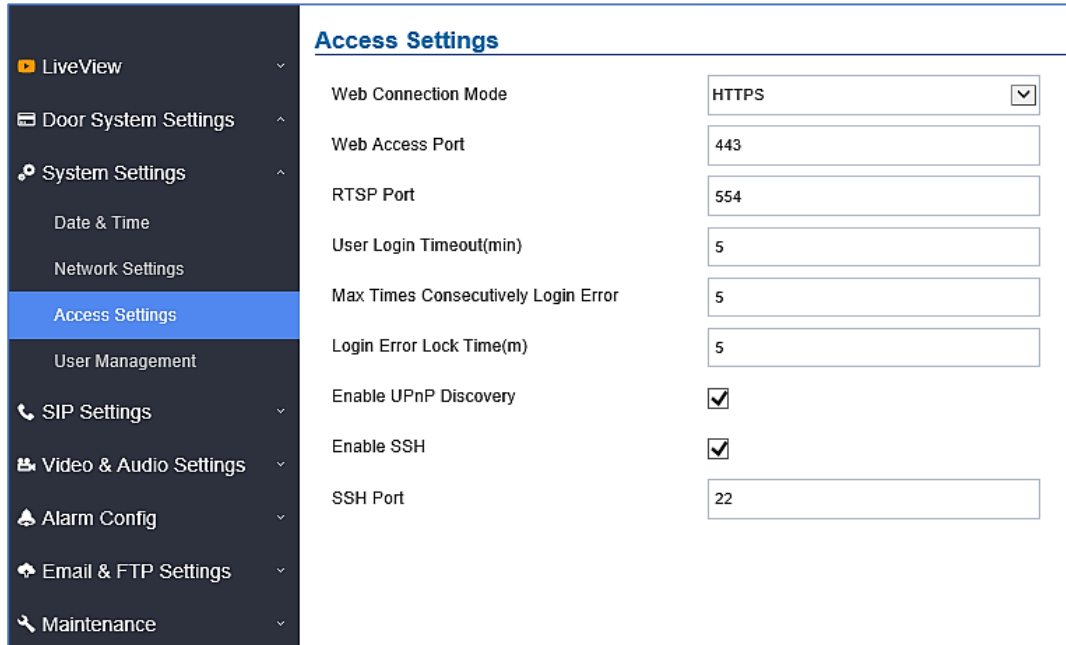 LiveView
Door System Settings
System Settings
Date & Time
Network Settings
Access Settings
User Management
SIP Settings
Video & Audio Settings
Alarm Config
Email & FTP Settings
Maintenance
Access Settings
Web Connection Mode HTTPS
Web Access Port 443
RTSP Port 554
User Login Timeout(min) 5
Max Times Consecutively Login Error 5
Login Error Lock Time(m) 5
Enable UPnP Discovery
Enable SSH
SSH Port 22